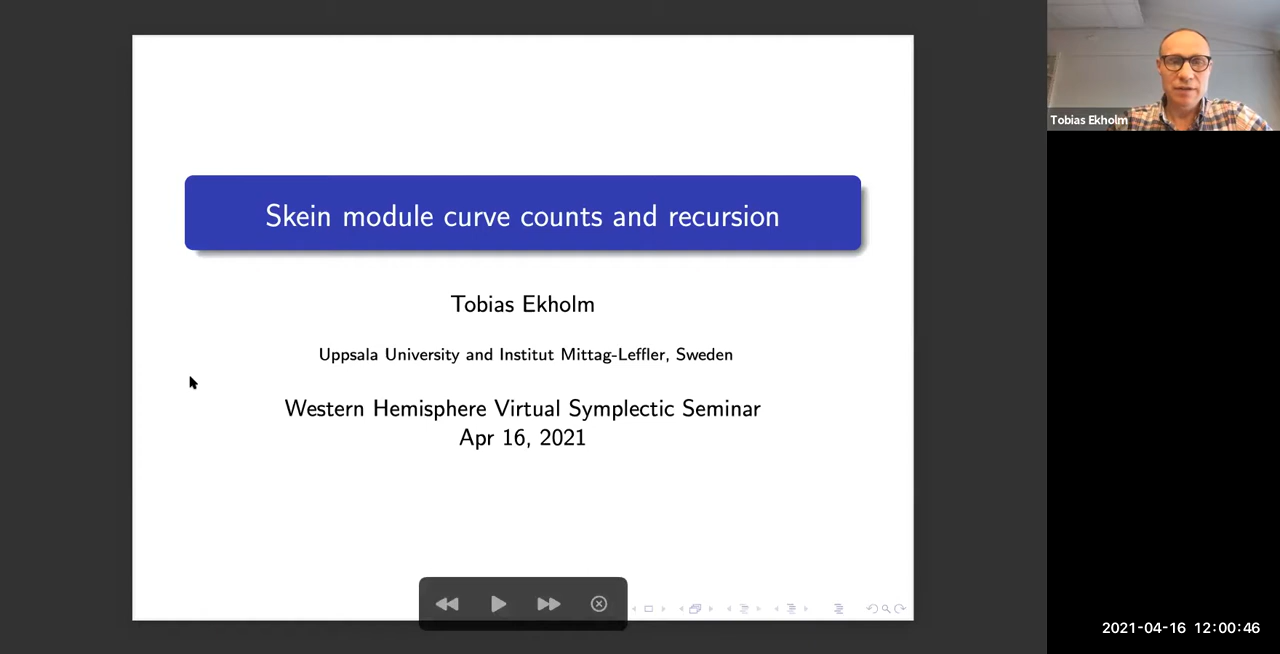 Skein module curve counts and recursion
Tobias Ekholm
Uppsala University and Institut Mittag-Leffler, Sweden
Western Hemisphere Virtual Symplectic Seminar
Apr 16, 2021
Tobias Ekholm
2021-04-16 12:00:46